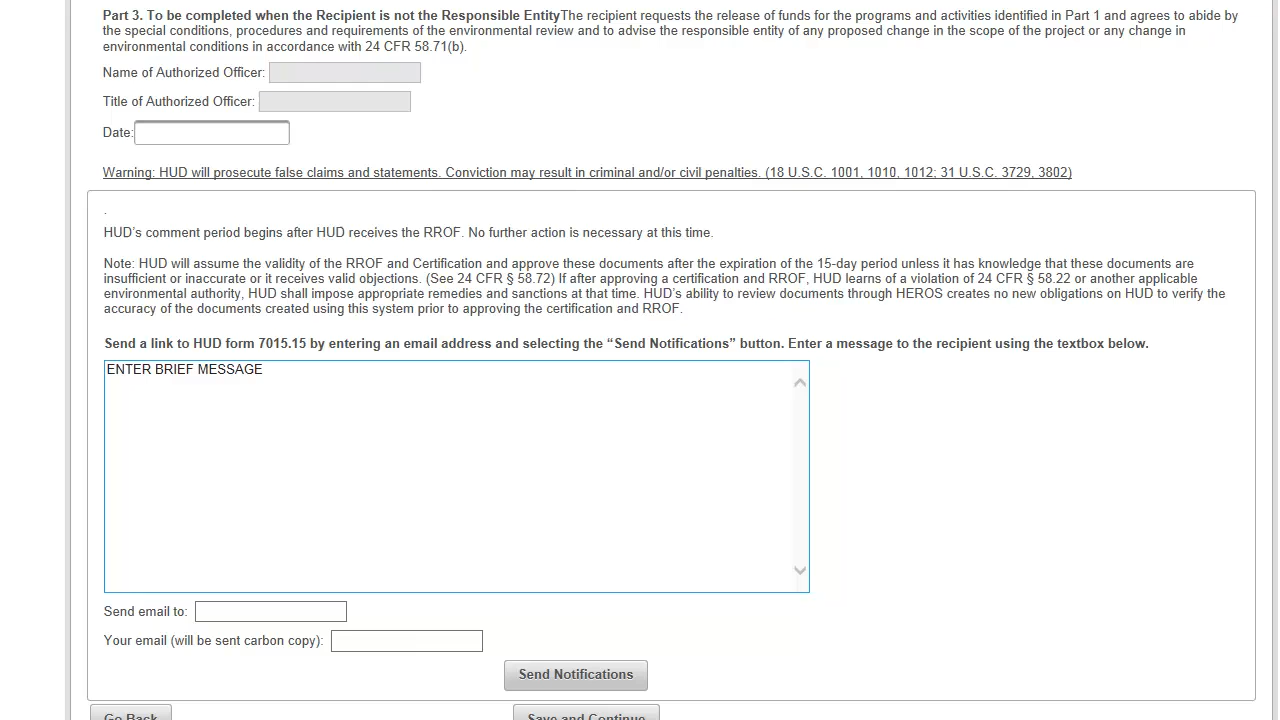 Part 3. To be completed when the Recipient is not the Responsible EntityThe recipient requests the release of funds for the programs and activities identified in Part 1 and agrees to abide by
the special conditions, procedures and requirements of the environmental review and to advise the responsible entity of any proposed change in the scope of the project or any change in
environmental conditions in accordance with 24 CFR 58.71(b).
Name of Authorized Officer:
Title of Authorized Officer:
Date:
Warning: HUD will prosecute false claims and statements. Conviction may result in criminal and/or civil penalties. (18 U.S.C. 1001, 1010, 1012; 31 U.S.C. 3729, 3802)
.
HUD's comment period begins after HUD receives the RROF. No further action is necessary at this time.
Note: HUD will assume the validity of the RROF and Certification and approve these documents after the expiration of the 15-day period unless it has knowledge that these documents are
insufficient or inaccurate or it receives valid objections. (See 24 CFR § 58.72) If after approving a certification and RROF, HUD learns of a violation of 24 CFR § 58.22 or another applicable
environmental authority, HUD shall impose appropriate remedies and sanctions at that time. HUD's ability to review documents through HEROS creates no new obligations on HUD to verify the
accuracy of the documents created using this system prior to approving the certification and RROF.
Send a link to HUD form 7015.15 by entering an email address and selecting the “Send Notifications” button. Enter a message to the recipient using the textbox below.
ENTER BRIEF MESSAGE
Send email to:
Your email (will be sent carbon copy):
Send Notifications
Go Back
Save and Continue